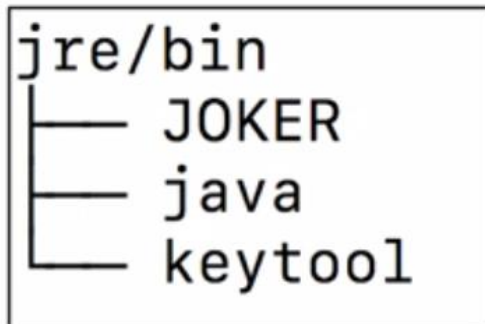 jre/bin
├── JOKER
├── java
└── keytool